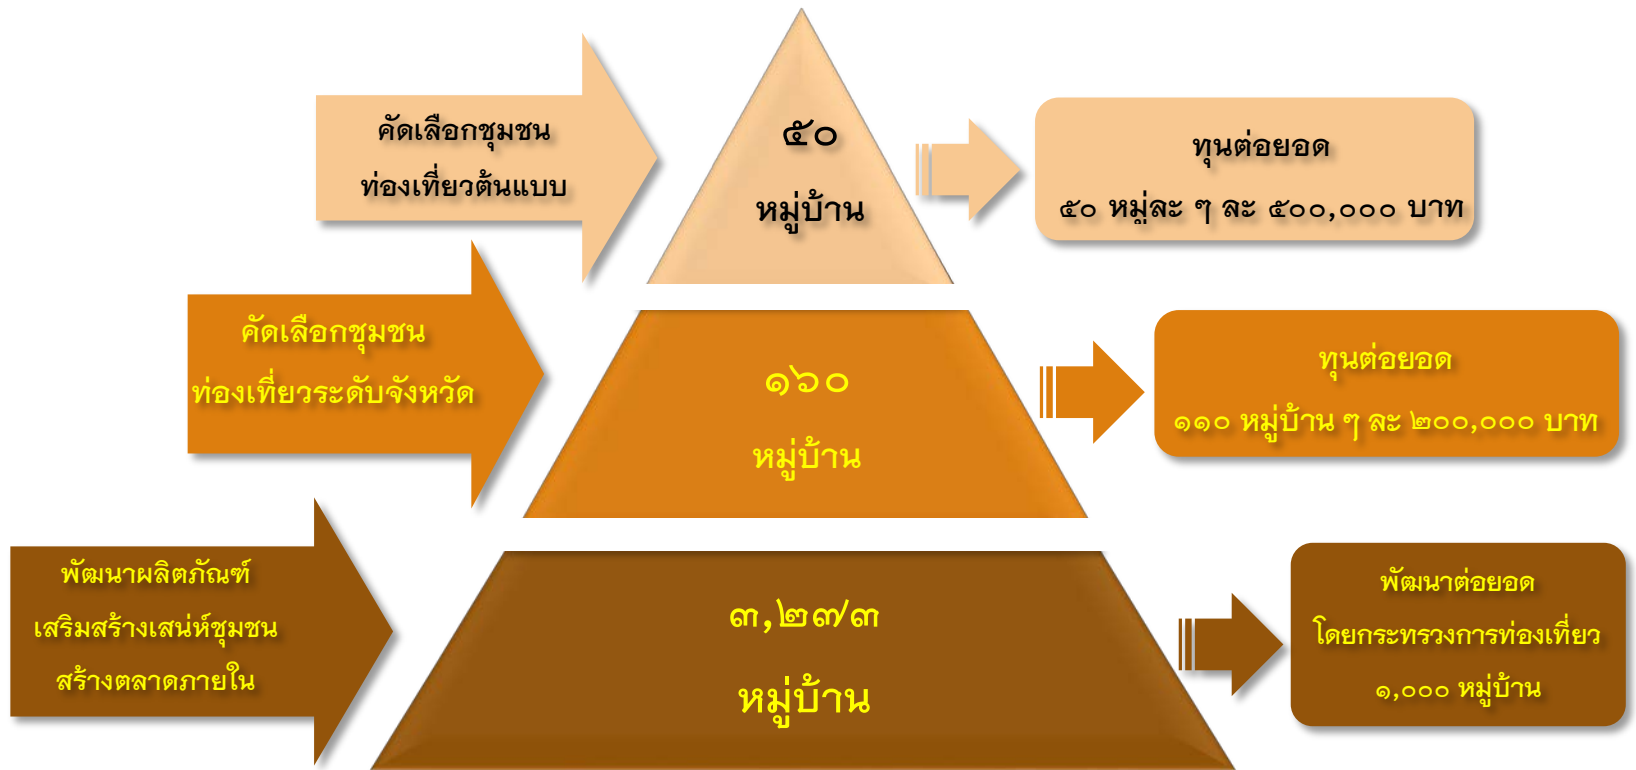 คัดเลือกชุมชน
ท่องเที่ยวต้นแบบ
๕๐
หมู่บ้าน
ทุนต่อยอด
๕๐ หมู่ละ ๆ ละ ๕๐๐,๐๐๐ บาท
คัดเลือกชุมชน
ท่องเที่ยวระดับจังหวัด
๑๖๐
หมู่บ้าน
ทุนต่อยอด
๑๑๐ หมู่บ้าน ๆ ละ ๒๐๐,๐๐๐ บาท
พัฒนาผลิตภัณฑ์
เสริมสร้างเสน่ห์ชุมชน
สร้างตลาดภายใน
๓,๒๗๓
หมู่บ้าน
พัฒนาต่อยอด
โดยกระทรวงการท่องเที่ยว
๑,๐๐๐ หมู่บ้าน